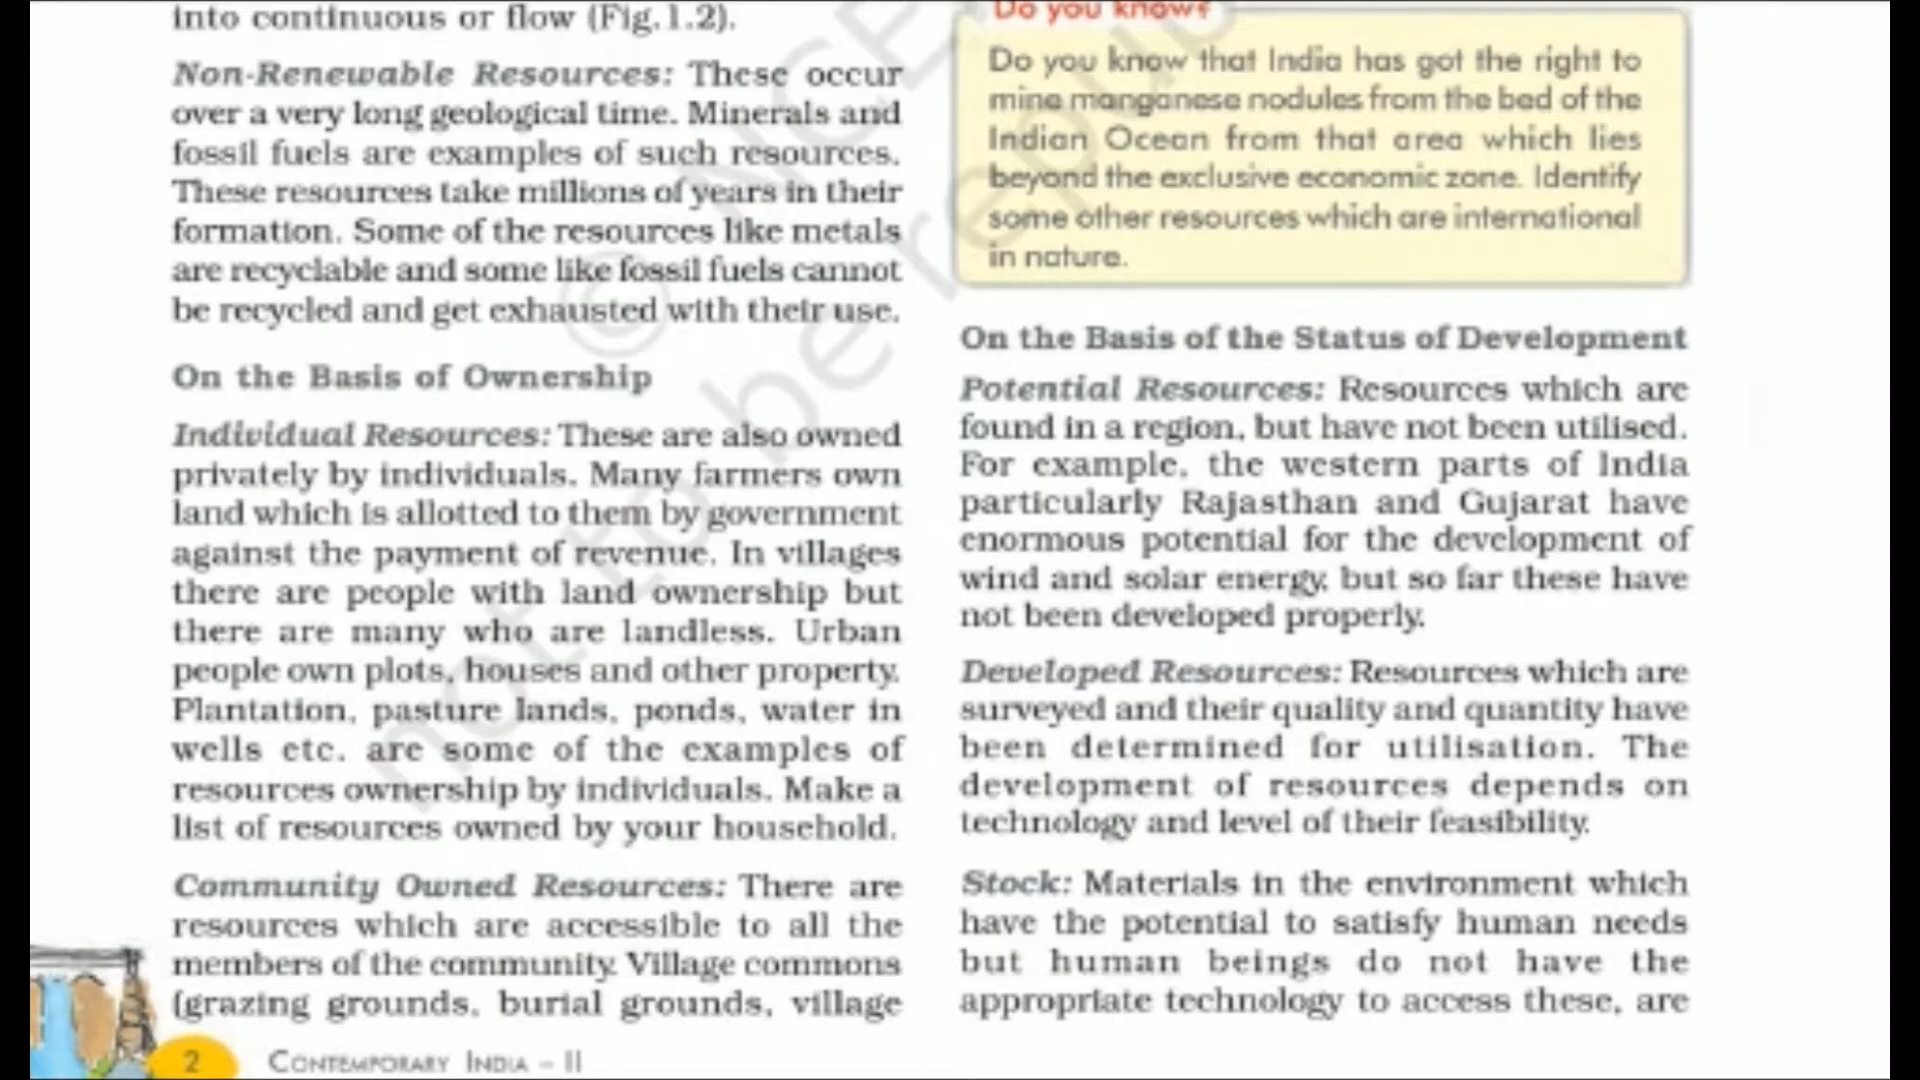 into continuous or flow (Fig.1.2).
Non-Renewable Resources: These occur
over a very long geological time. Minerals and
fossil fuels are examples of such resources.
These resources take millions of years in their
formation. Some of the resources like metals
are recyclable and some like fossil fuels cannot
be recycled and get exhausted with their use.
On the Basis of Ownership
Individual Resources: These are also owned
privately by individuals. Many farmers own
land which is allotted to them by government
against the payment of revenue. In villages
there are people with land ownership but
there are many who are landless. Urban
people own plots, houses and other property.
Plantation, pasture lands, ponds, water in
wells etc. are some of the examples of
resources ownership by individuals. Make a
list of resources owned by your household.
Community Owned Resources: There are
resources which are accessible to all the
members of the community. Village commons
(grazing grounds, burial grounds, village
2 CONTEMPORARY INDIA – II
Do you know?
Do you know that India has got the right to
mine manganese nodules from the bed of the
Indian Ocean from that area which lies
beyond the exclusive economic zone. Identify
some other resources which are international
in nature.
On the Basis of the Status of Development
Potential Resources: Resources which are
found in a region, but have not been utilised.
For example, the western parts of India
particularly Rajasthan and Gujarat have
enormous potential for the development of
wind and solar energy, but so far these have
not been developed properly.
Developed Resources: Resources which are
surveyed and their quality and quantity have
been determined for utilisation. The
development of resources depends on
technology and level of their feasibility.
Stock: Materials in the environment which
have the potential to satisfy human needs
but human beings do not have the
appropriate technology to access these, are
© NCE
not to be repub